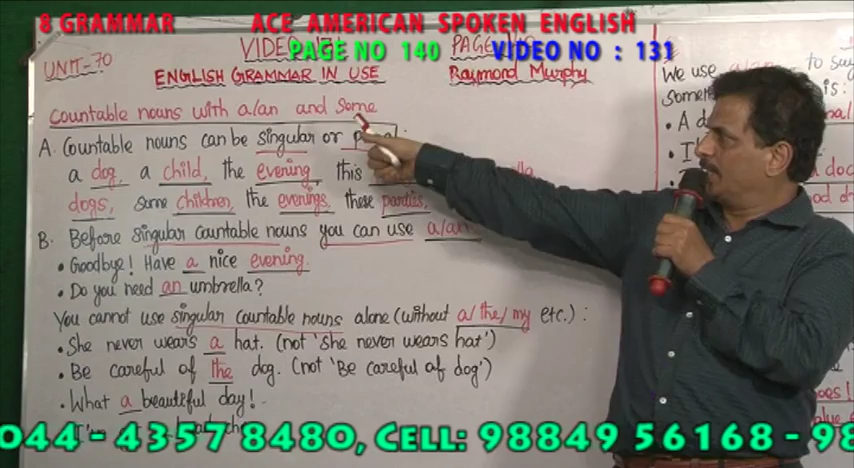 8 GRAMMAR ACE AMERICAN SPOKEN ENGLISH
PAGE NO 140 VIDEO NO : 131
UNIT-70
ENGLISH GRAMMAR IN USE Raymond Murphy
Countable nouns with a/an and some
A. Countable nouns can be singular or
a dog, a child, the evening, this
dogs, some children, the evenings, these parties,
B. Before singular countable nouns you can use a/an
• Goodbye! Have a nice evening.
• Do you need an umbrella?
You cannot use singular countable nouns alone (without a/the/my etc.) :
• She never wears a hat. (not 'She never wears hat')
• Be careful of the dog. (not 'Be careful of dog')
• What a beautiful day!
We use to say
• A
044 - 4357 8480, CELL: 98849 56168 - 98